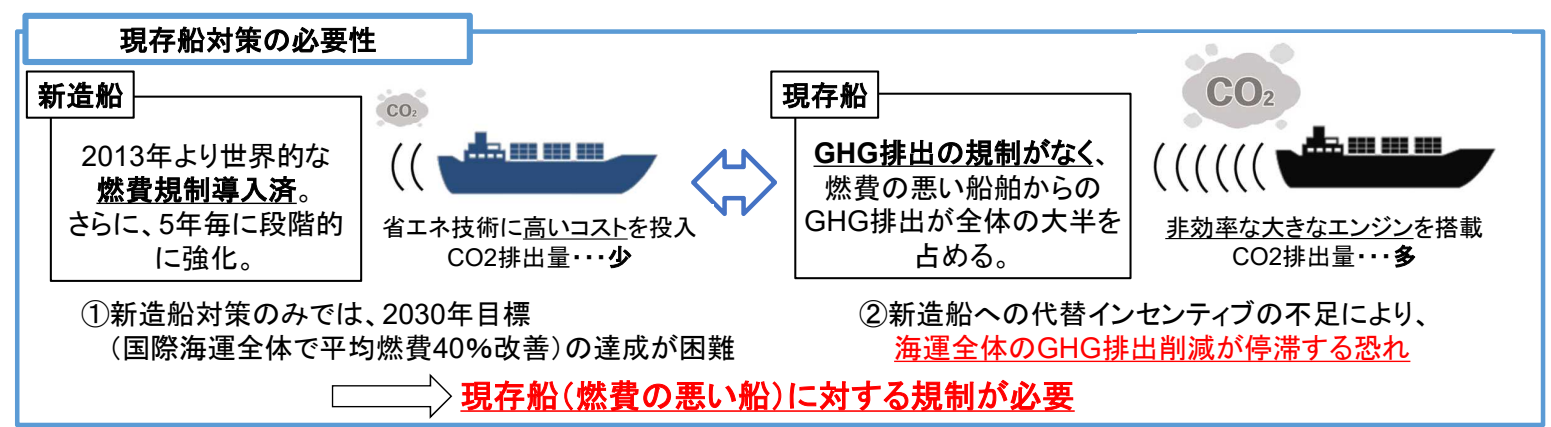 現存船対策の必要性
新造船
2013年より世界的な
燃費規制導入済。
さらに、5年毎に段階的
に強化。
CO2
省エネ技術に高いコストを投入
CO2排出量・・・少
現存船
GHG排出の規制がなく、
燃費の悪い船舶からの
GHG排出が全体の大半を
占める。
CO2
非効率な大きなエンジンを搭載
CO2排出量・・・多
①新造船対策のみでは、2030年目標
（国際海運全体で平均燃費40%改善）の達成が困難
②新造船への代替インセンティブの不足により、
海運全体のGHG排出削減が停滞する恐れ
現存船（燃費の悪い船）に対する規制が必要